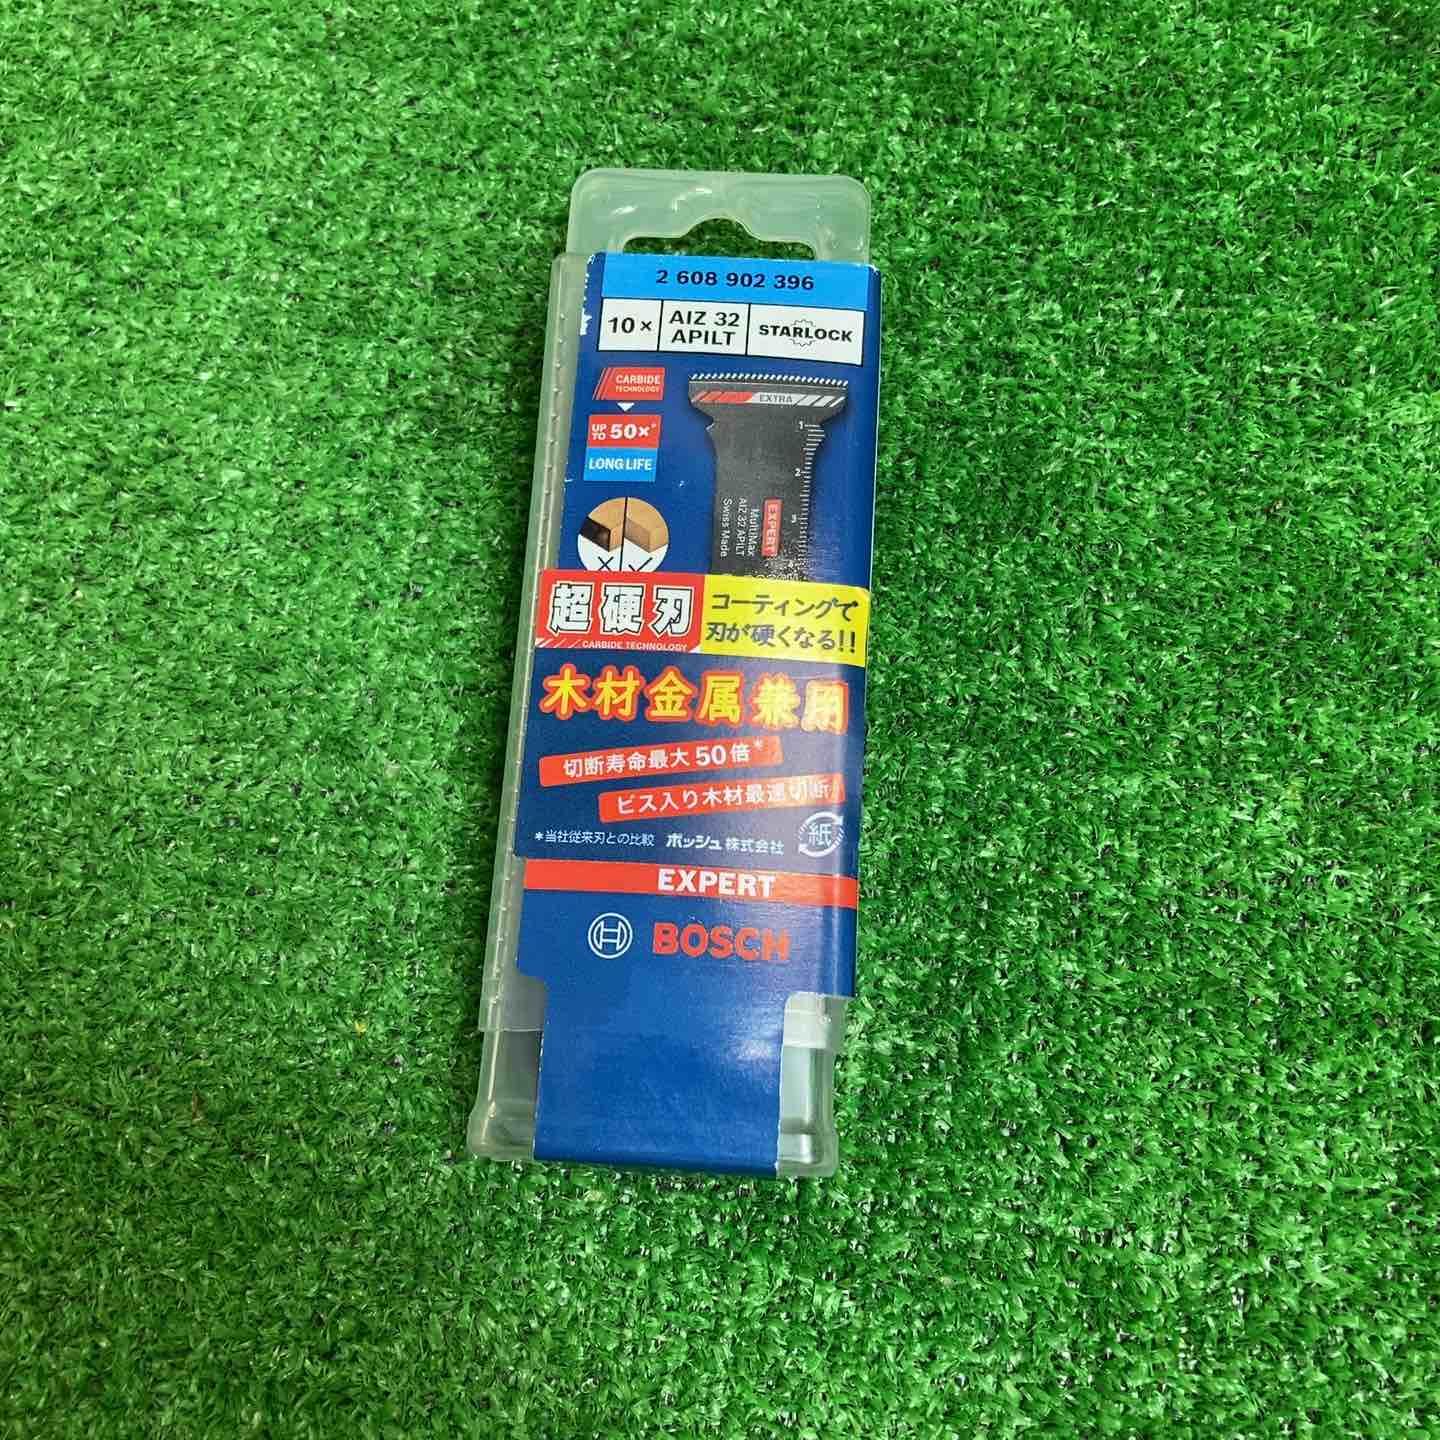 2 608 902 396
10× AIZ 32 APILT STARLOCK
CARBIDE
TECHNOLOGY
UP TO 50×*
LONG LIFE
EXTRA
1
2
3
EXPERT
MultiMax
AIZ 32 APILT
Swiss Made
超硬刃
CARBIDE TECHNOLOGY
コーティングで
刃が硬くなる!!
木材金属兼用
切断寿命最大50倍*
ビス入り木材最速切断
*当社従来刃との比較 ボッシュ株式会社 紙
EXPERT
BOSCH